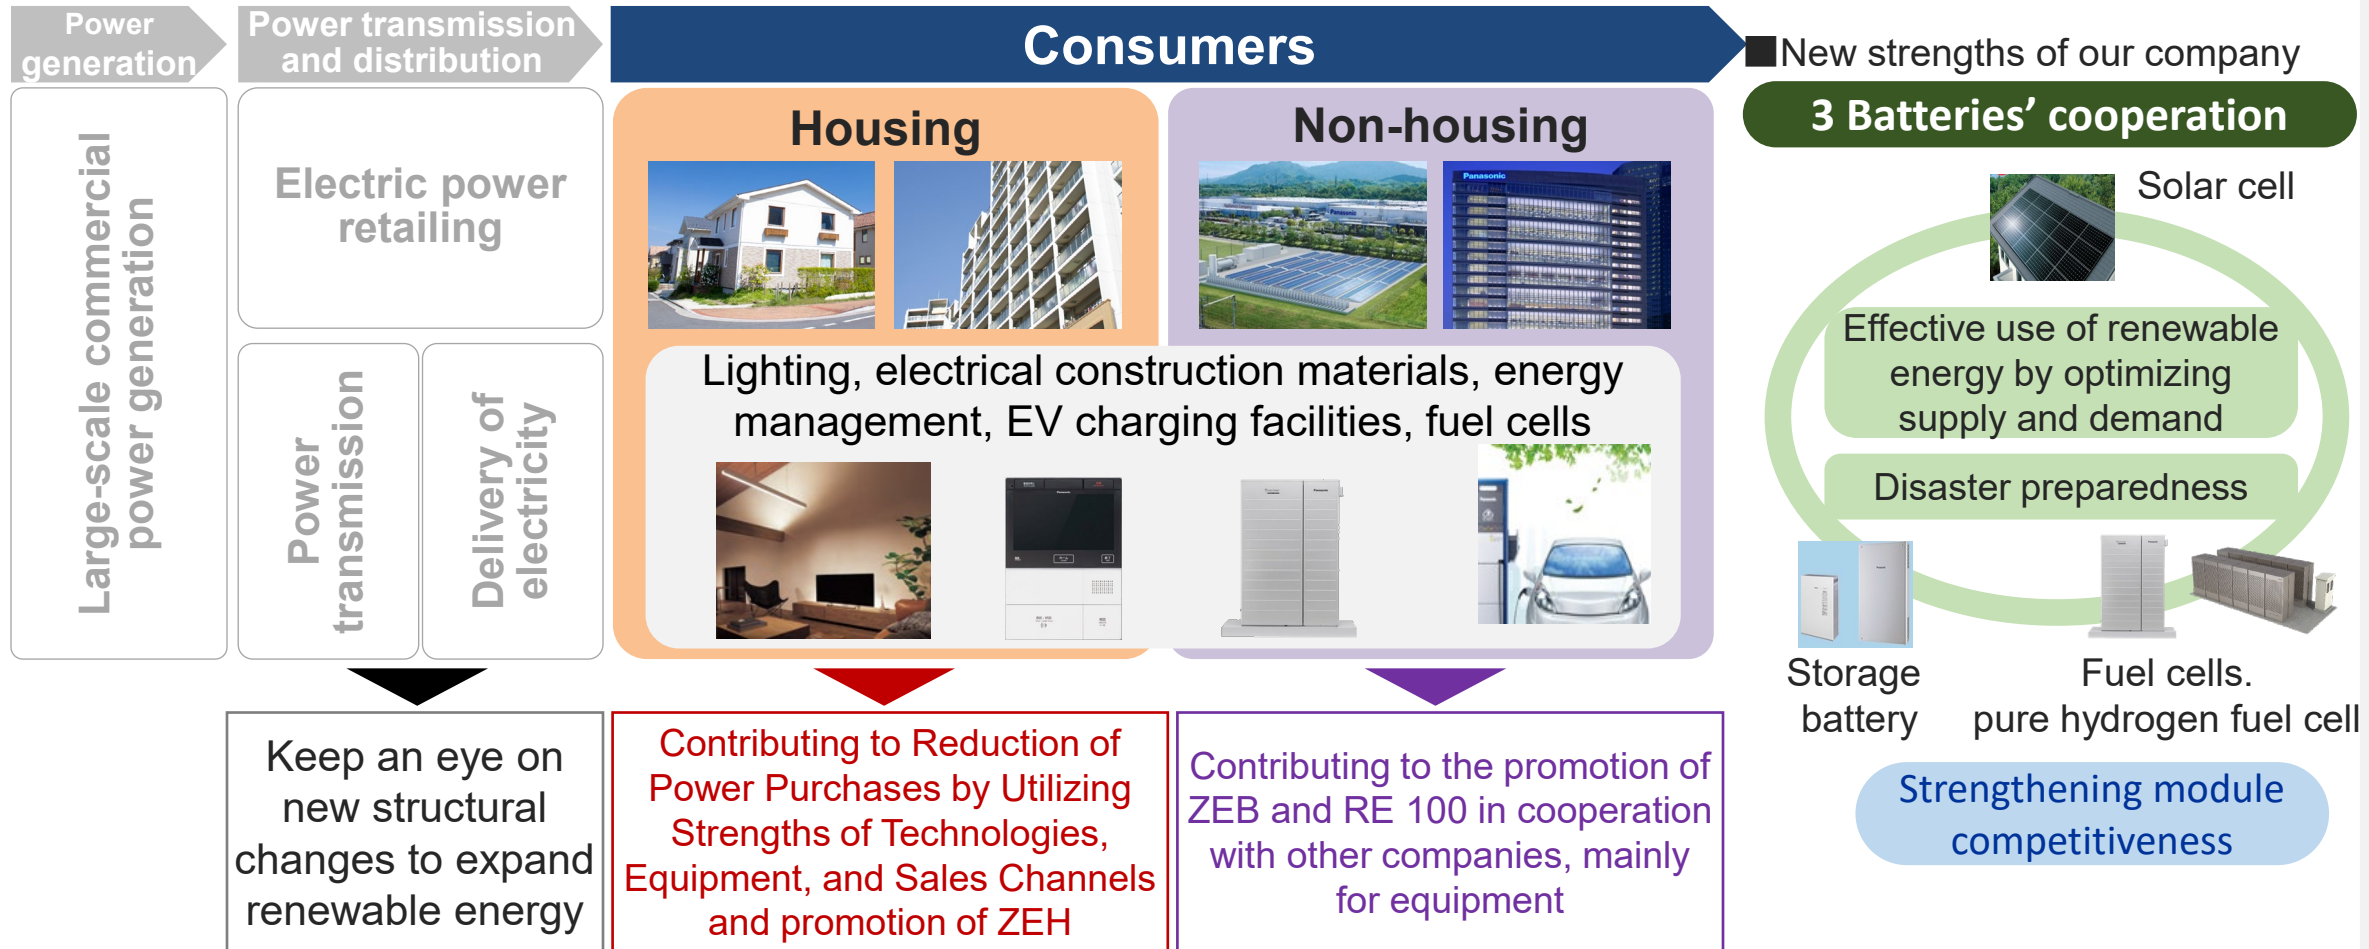 Power
generation
Power transmission
and distribution
Consumers
Large-scale commercial
power generation
Electric power
retailing
Power
transmission
Delivery of
electricity
Housing
Non-housing
Panasonic
Panasonic
Lighting, electrical construction materials, energy
management, EV charging facilities, fuel cells
Keep an eye on
new structural
changes to expand
renewable energy
Contributing to Reduction of
Power Purchases by Utilizing
Strengths of Technologies,
Equipment, and Sales Channels
and promotion of ZEH
Contributing to the promotion of
ZEB and RE 100 in cooperation
with other companies, mainly
for equipment
■New strengths of our company
3 Batteries’ cooperation
Solar cell
Effective use of renewable
energy by optimizing
supply and demand
Disaster preparedness
Storage
battery
Fuel cells.
pure hydrogen fuel cell
Strengthening module
competitiveness